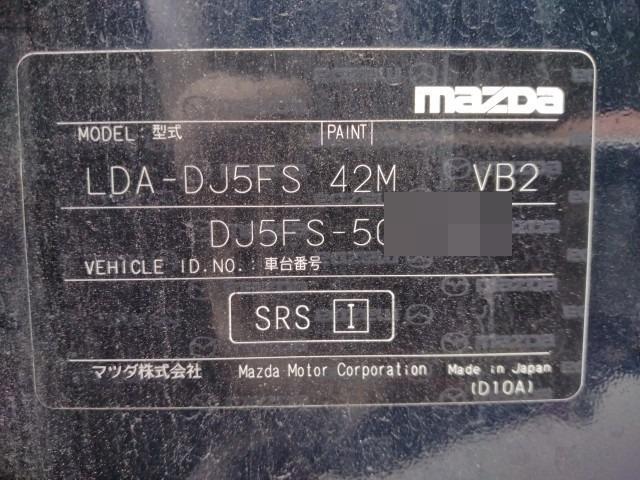 mazda
MODEL : 型式 PAINT
LDA-DJ5FS 42M VB2
DJ5FS-50
VEHICLE ID.NO. : 車台番号
SRS I
マツダ株式会社 Mazda Motor Corporation Made in Japan
(D10A)